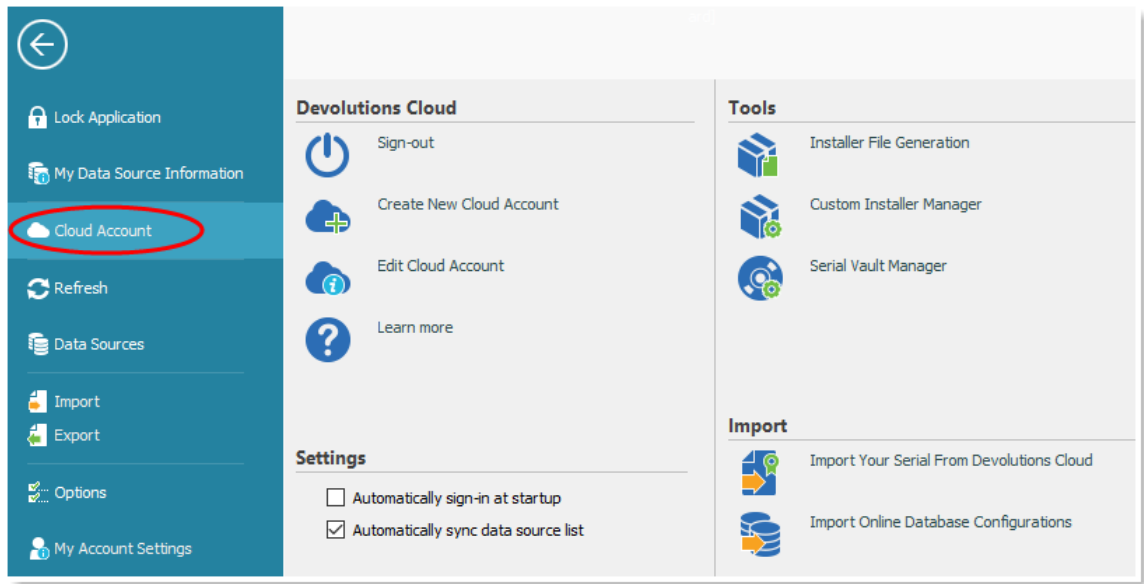 Lock Application
My Data Source Information
Cloud Account
Refresh
Data Sources
Import
Export
Options
My Account Settings
Devolutions Cloud
Sign-out
Create New Cloud Account
Edit Cloud Account
Learn more
Settings
Automatically sign-in at startup
Automatically sync data source list
Tools
Installer File Generation
Custom Installer Manager
Serial Vault Manager
Import
Import Your Serial From Devolutions Cloud
Import Online Database Configurations